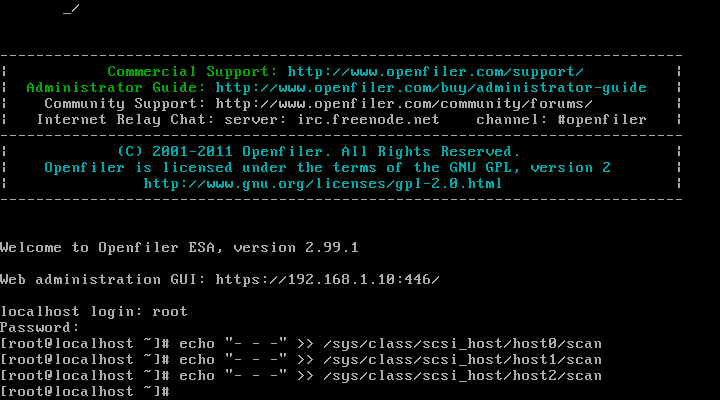 _/
--------------------------------------------------------------------------
| Commercial Support: http://www.openfiler.com/support/ |
| Administrator Guide: http://www.openfiler.com/buy/administrator-guide |
| Community Support: http://www.openfiler.com/community/forums/ |
| Internet Relay Chat: server: irc.freenode.net channel: #openfiler |
--------------------------------------------------------------------------
| (C) 2001-2011 Openfiler. All Rights Reserved. |
| Openfiler is licensed under the terms of the GNU GPL, version 2 |
| http://www.gnu.org/licenses/gpl-2.0.html |
--------------------------------------------------------------------------
Welcome to Openfiler ESA, version 2.99.1
Web administration GUI: https://192.168.1.10:446/
localhost login: root
Password:
[root@localhost ~]# echo "- - -" >> /sys/class/scsi_host/host0/scan
[root@localhost ~]# echo "- - -" >> /sys/class/scsi_host/host1/scan
[root@localhost ~]# echo "- - -" >> /sys/class/scsi_host/host2/scan
[root@localhost ~]#